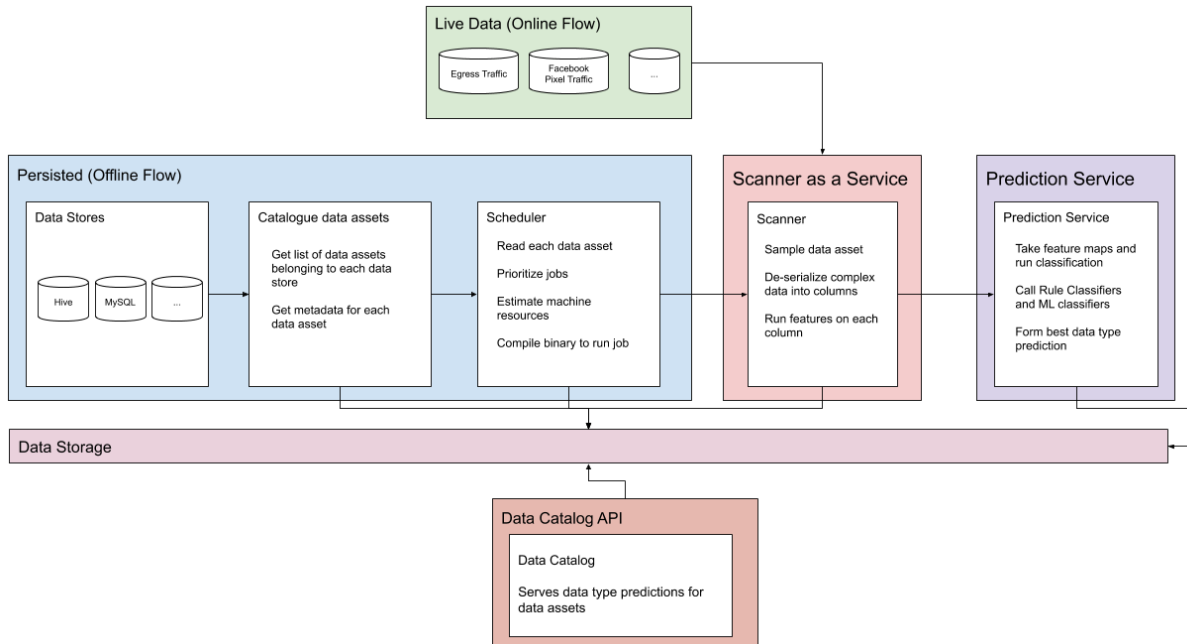 Live Data (Online Flow)
Egress Traffic
Facebook
Pixel Traffic
...
Persisted (Offline Flow)
Data Stores
Hive
MySQL
...
Catalogue data assets
Get list of data assets
belonging to each data
store
Get metadata for each
data asset
Scheduler
Read each data asset
Prioritize jobs
Estimate machine
resources
Compile binary to run job
Scanner as a Service
Scanner
Sample data asset
De-serialize complex
data into columns
Run features on each
column
Prediction Service
Prediction Service
Take feature maps and
run classification
Call Rule Classifiers
and ML classifiers
Form best data type
prediction
Data Storage
Data Catalog API
Data Catalog
Serves data type predictions for
data assets